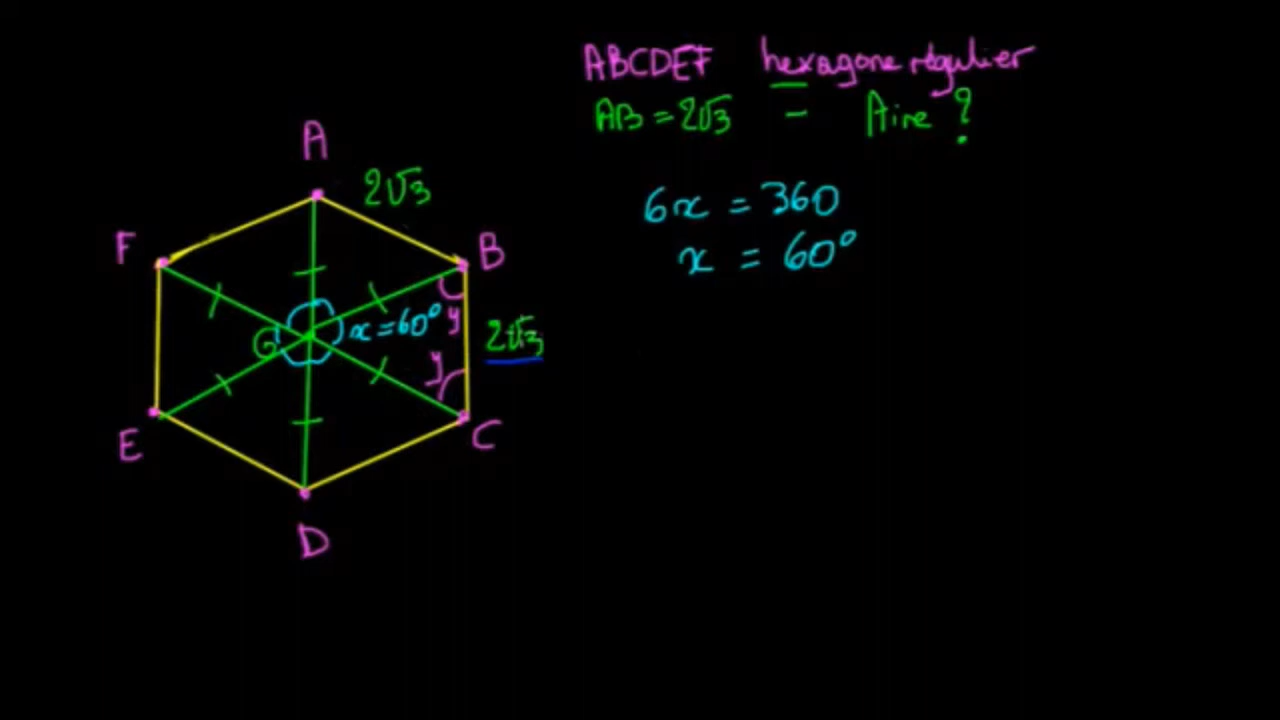 ABCDEF hexagone régulier
AB = 2√3 - Aire ?
6x = 360
x = 60°
A
2√3
F
B
G
x = 60°
y
2√3
y
E
C
D